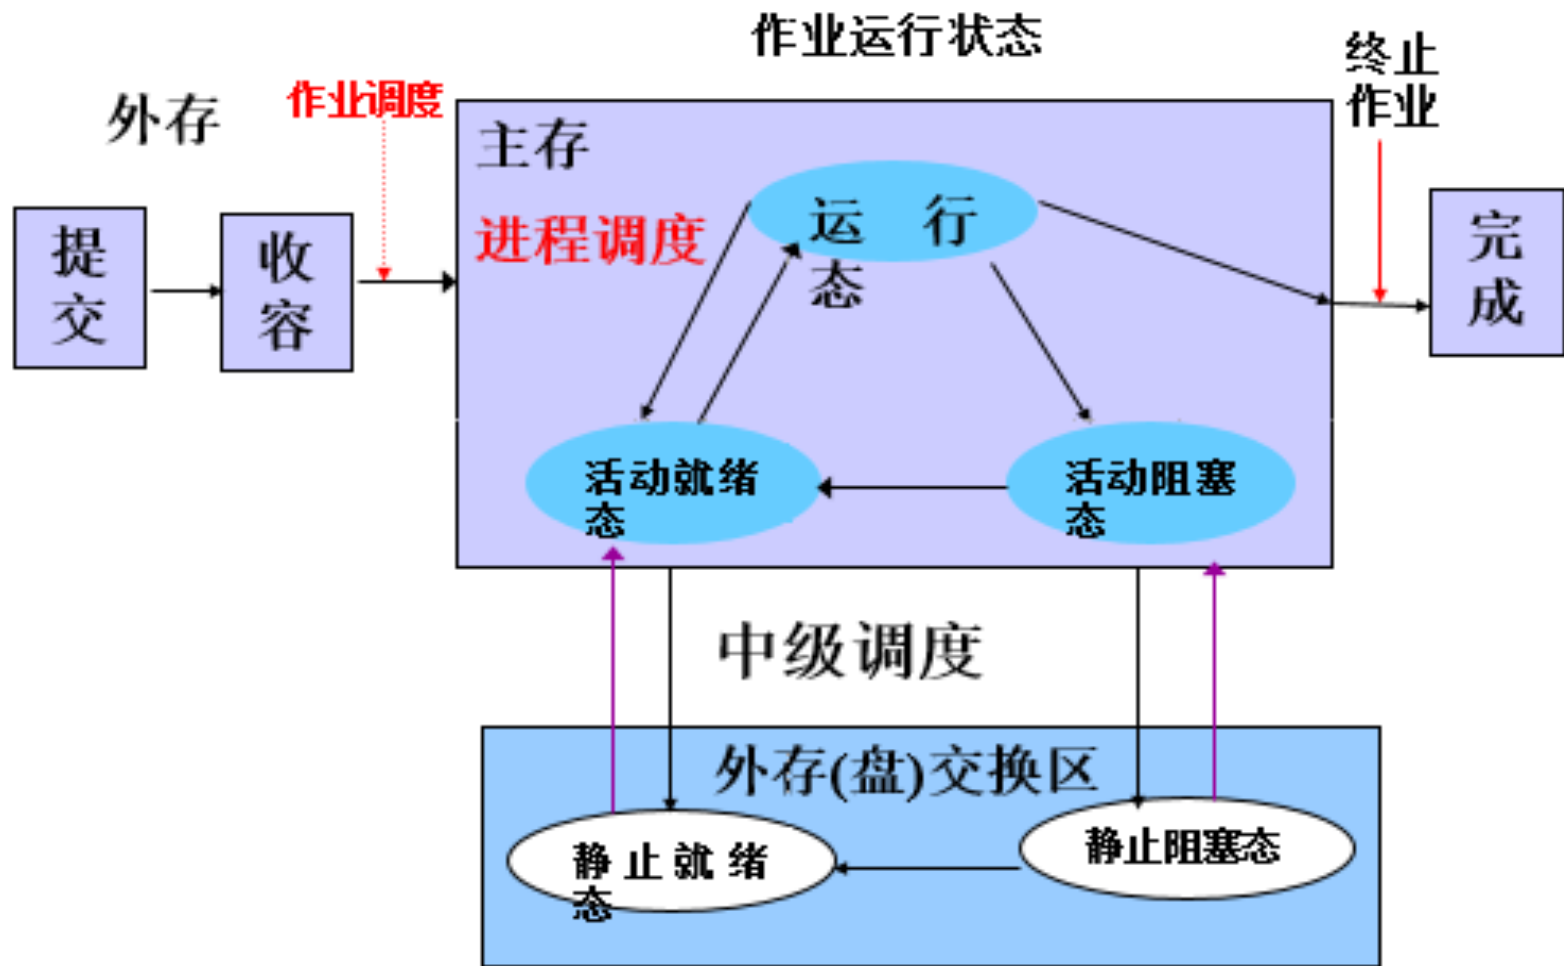 作业运行状态
终止
作业
外存
作业调度
主存
进程调度
提
交
收
容
运 行
态
完
成
活动就绪
态
活动阻塞
态
中级调度
外存(盘)交换区
静止就绪
态
静止阻塞态